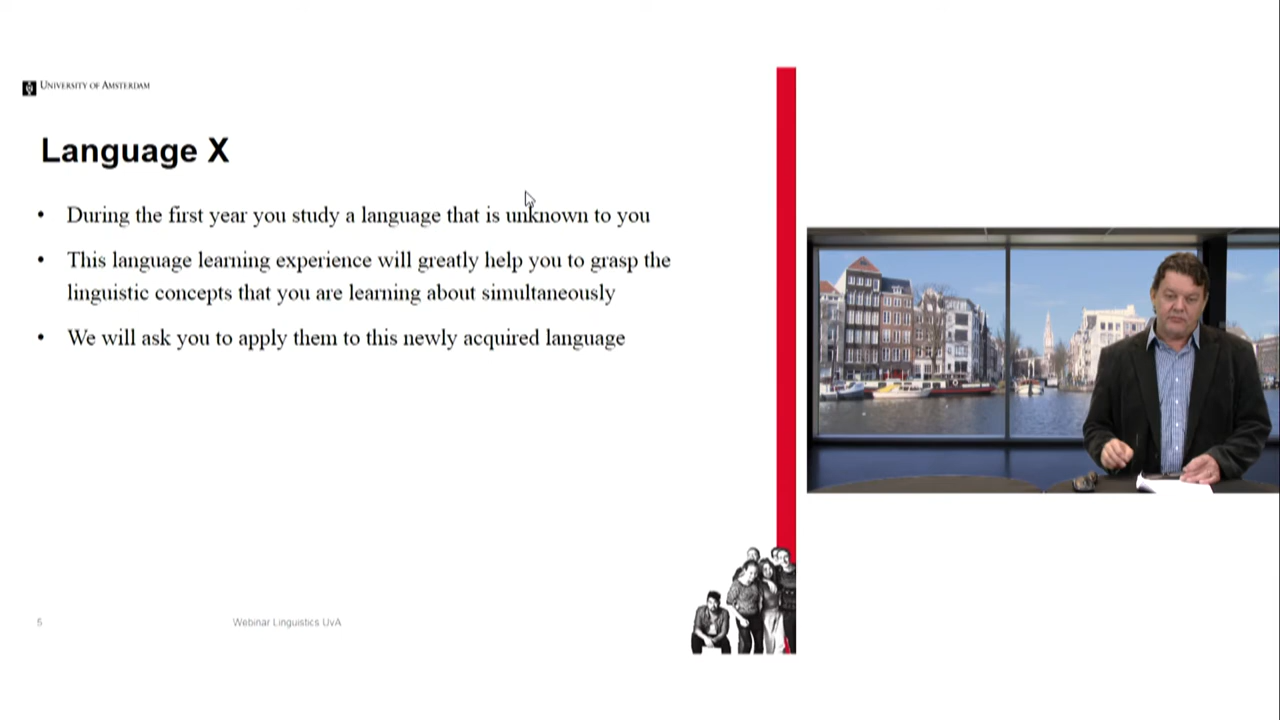 UNIVERSITY OF AMSTERDAM
Language X
• During the first year you study a language that is unknown to you
• This language learning experience will greatly help you to grasp the
linguistic concepts that you are learning about simultaneously
• We will ask you to apply them to this newly acquired language
5
Webinar Linguistics UvA